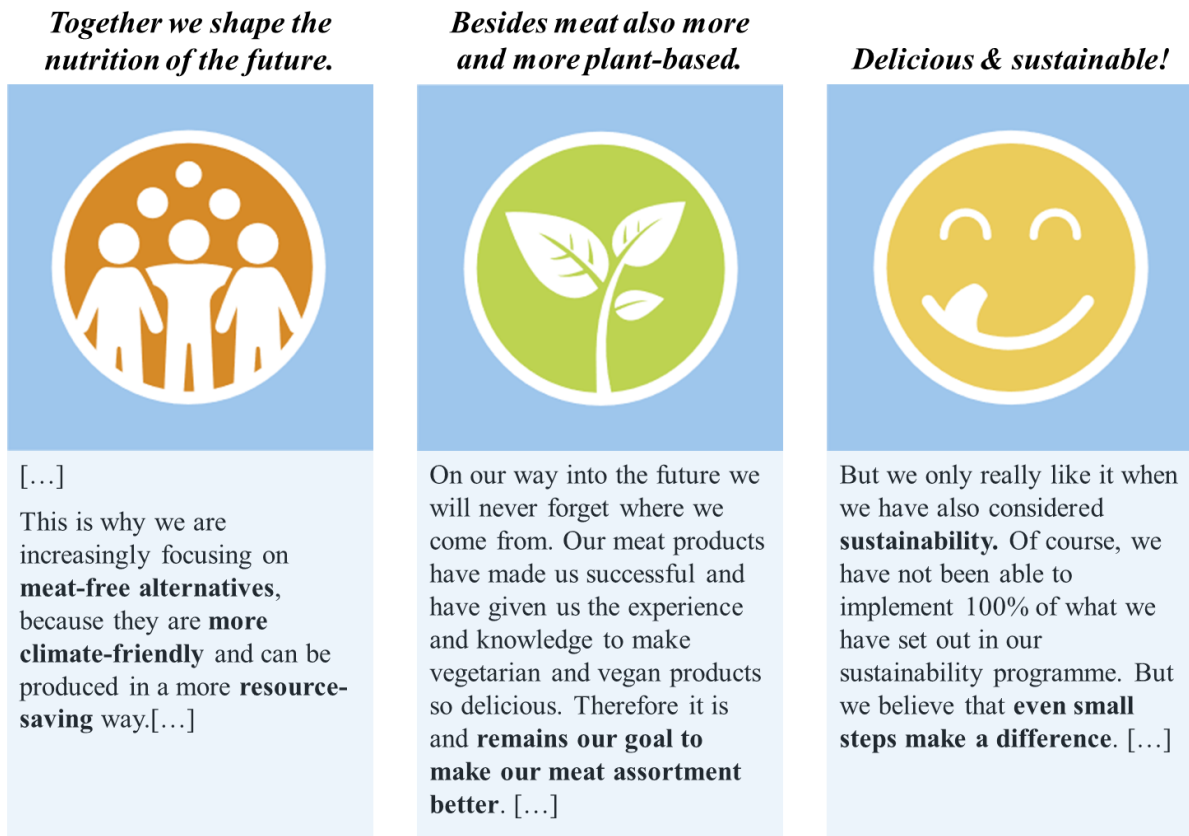 Together we shape the
nutrition of the future.
[…]
This is why we are
increasingly focusing on
meat-free alternatives,
because they are more
climate-friendly and can be
produced in a more resource-
saving way.[…]
Besides meat also more
and more plant-based.
On our way into the future we
will never forget where we
come from. Our meat products
have made us successful and
have given us the experience
and knowledge to make
vegetarian and vegan products
so delicious. Therefore it is
and remains our goal to
make our meat assortment
better. […]
Delicious & sustainable!
But we only really like it when
we have also considered
sustainability. Of course, we
have not been able to
implement 100% of what we
have set out in our
sustainability programme. But
we believe that even small
steps make a difference. […]